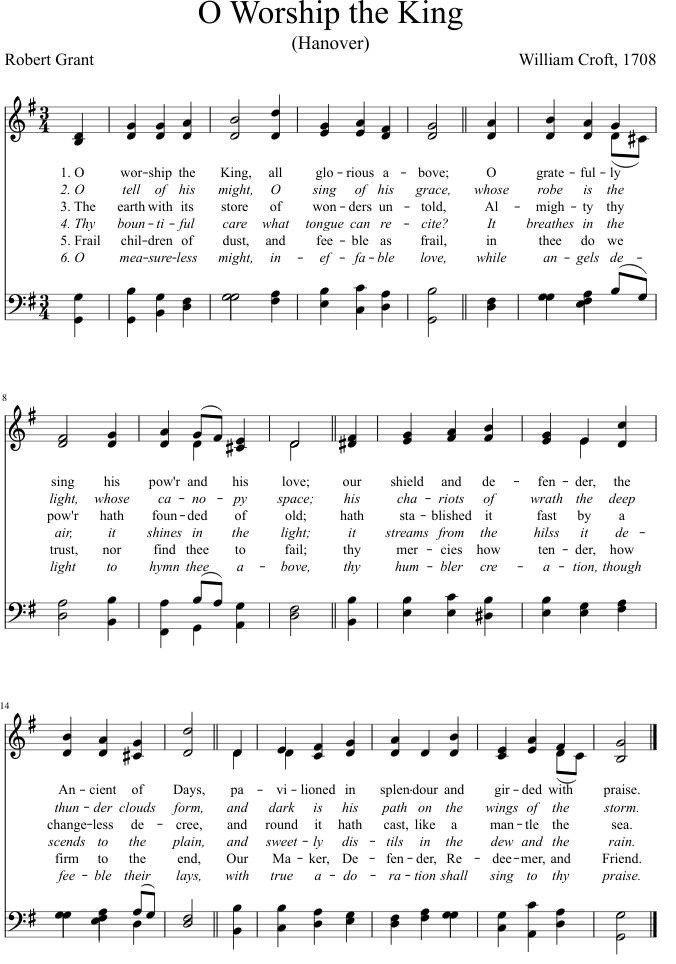 O Worship the King
(Hanover)
Robert Grant William Croft, 1708
3 4
1. O wor–ship the King, all glo–rious a – bove; O grate – ful–ly
2. O tell of his might, O sing of his grace, whose robe is the
3. The earth with its store of won–ders un – told, Al – migh – ty thy
4. Thy boun–ti–ful care what tongue can re – cite? It breathes in the
5. Frail chil–dren of dust, and fee–ble as frail, in thee do we
6. O mea–sure–less might, in – ef–fa–ble love, while an–gels de –
3 4
8
sing his pow'r and his love; our shield and de – fen–der, the
light, whose ca–no–py space; his cha–riots of wrath the deep
pow'r hath foun–ded of old; hath sta–blished it fast by a
air, it shines in the light; it streams from the hilss it de–
trust, nor find thee to fail; thy mer–cies how ten–der, how
light to hymn thee a – bove, thy hum–bler cre – a–tion, though
14
An–cient of Days, pa – vi–lioned in splen-dour and gir–ded with praise.
thun–der clouds form, and dark is his path on the wings of the storm.
change–less de – cree, and round it hath cast, like a man–tle the sea.
scends to the plain, and sweet–ly dis – tils in the dew and the rain.
firm to the end, Our Ma–ker, De – fen–der, Re – dee–mer, and Friend.
fee–ble their lays, with true a–do – ra–tion shall sing to thy praise.